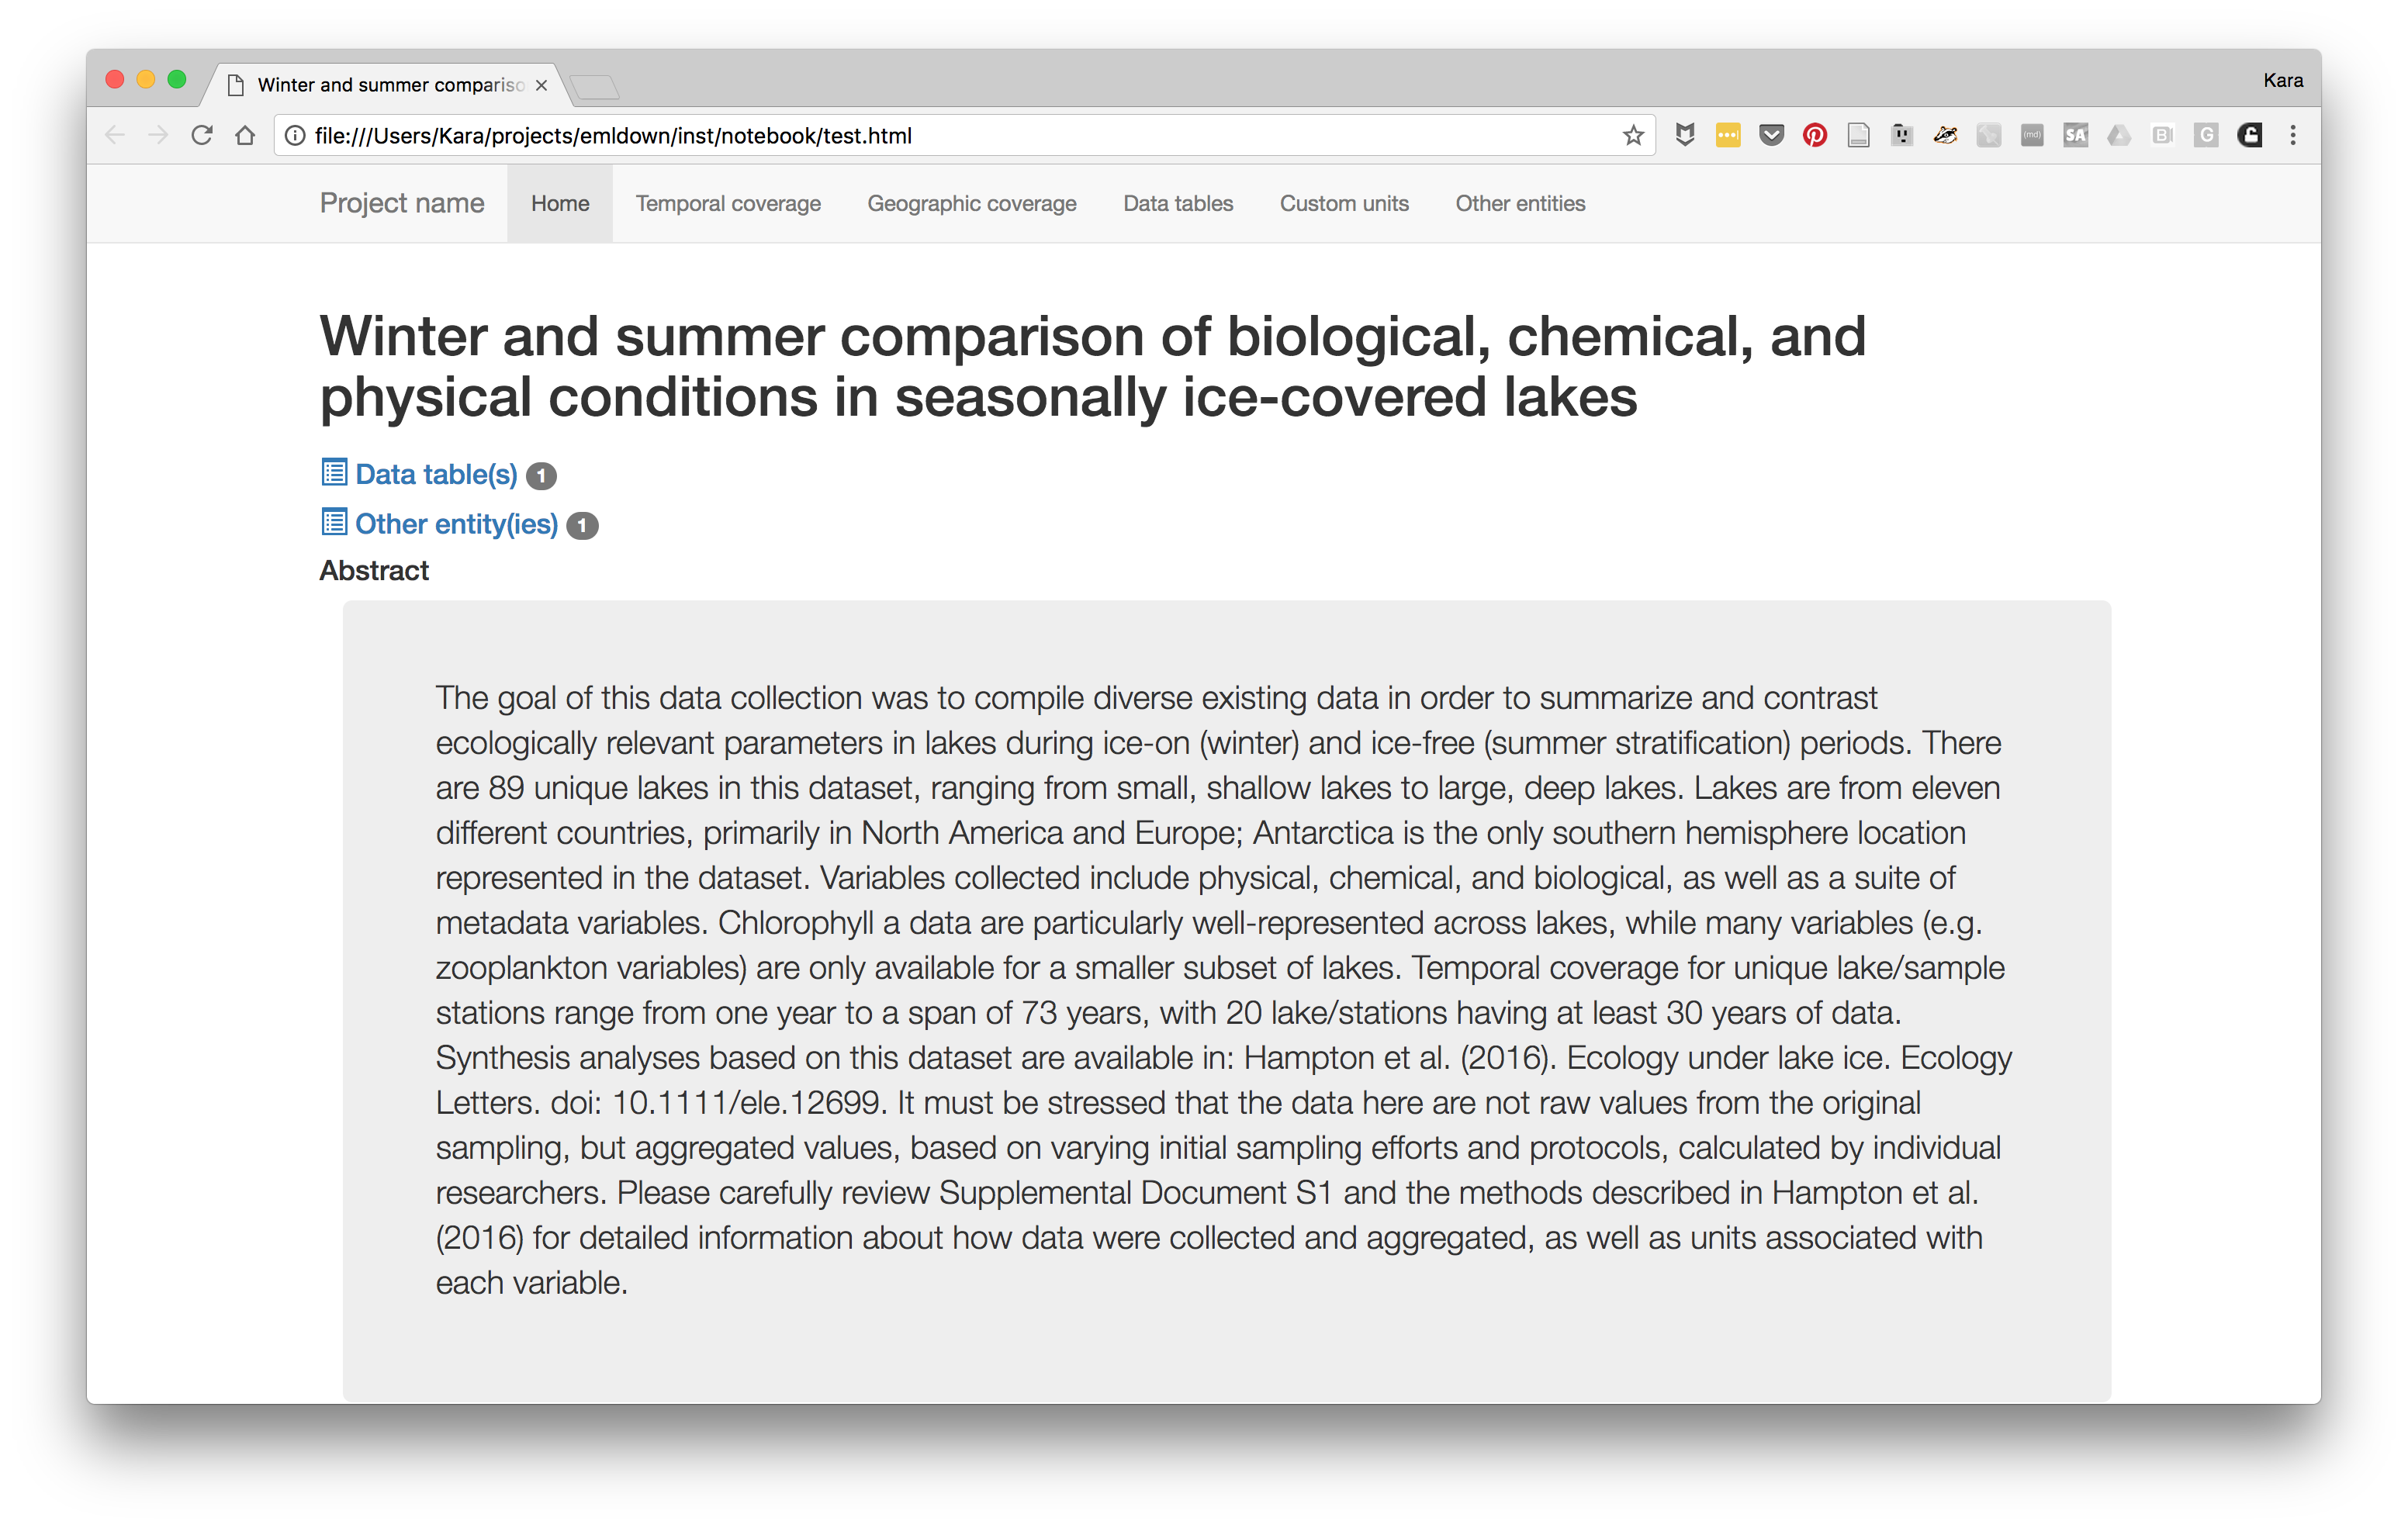 Winter and summer compariso
Kara
file:///Users/Kara/projects/emldown/inst/notebook/test.html
(md) SA B G
Project name Home Temporal coverage Geographic coverage Data tables Custom units Other entities
Winter and summer comparison of biological, chemical, and
physical conditions in seasonally ice-covered lakes
Data table(s) 1
Other entity(ies) 1
Abstract
The goal of this data collection was to compile diverse existing data in order to summarize and contrast
ecologically relevant parameters in lakes during ice-on (winter) and ice-free (summer stratification) periods. There
are 89 unique lakes in this dataset, ranging from small, shallow lakes to large, deep lakes. Lakes are from eleven
different countries, primarily in North America and Europe; Antarctica is the only southern hemisphere location
represented in the dataset. Variables collected include physical, chemical, and biological, as well as a suite of
metadata variables. Chlorophyll a data are particularly well-represented across lakes, while many variables (e.g.
zooplankton variables) are only available for a smaller subset of lakes. Temporal coverage for unique lake/sample
stations range from one year to a span of 73 years, with 20 lake/stations having at least 30 years of data.
Synthesis analyses based on this dataset are available in: Hampton et al. (2016). Ecology under lake ice. Ecology
Letters. doi: 10.1111/ele.12699. It must be stressed that the data here are not raw values from the original
sampling, but aggregated values, based on varying initial sampling efforts and protocols, calculated by individual
researchers. Please carefully review Supplemental Document S1 and the methods described in Hampton et al.
(2016) for detailed information about how data were collected and aggregated, as well as units associated with
each variable.